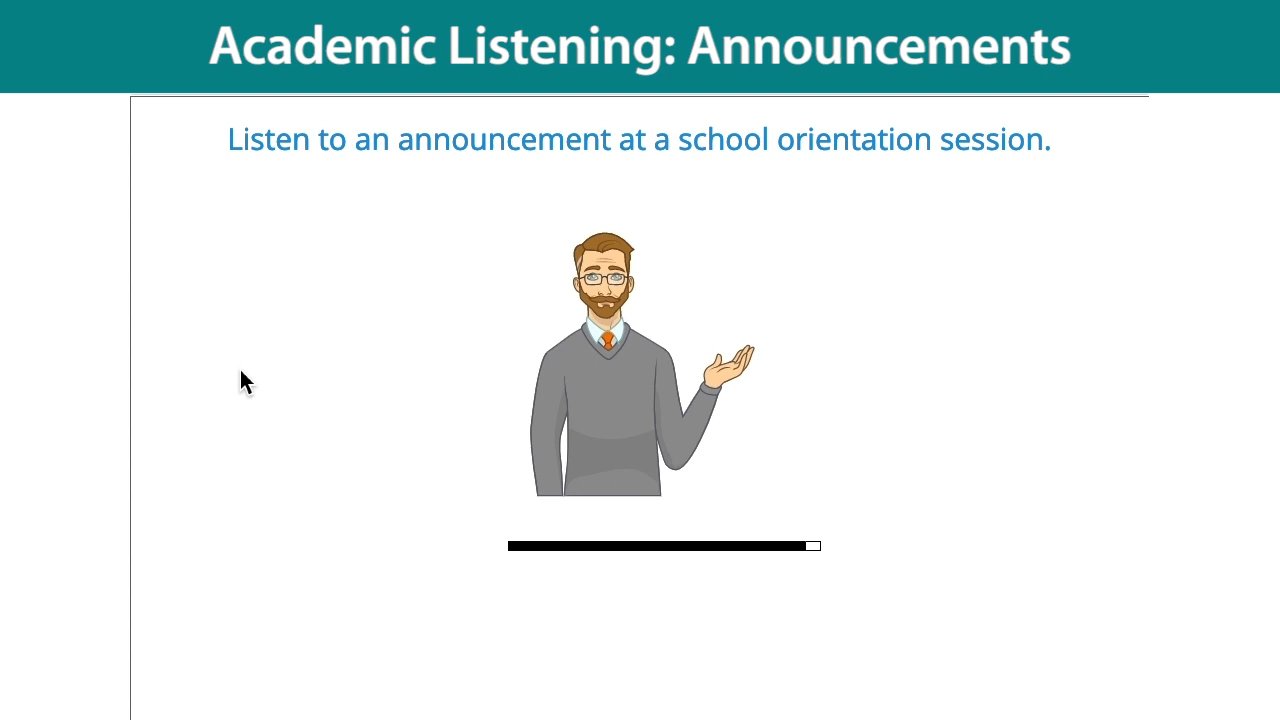 Academic Listening: Announcements
Listen to an announcement at a school orientation session.